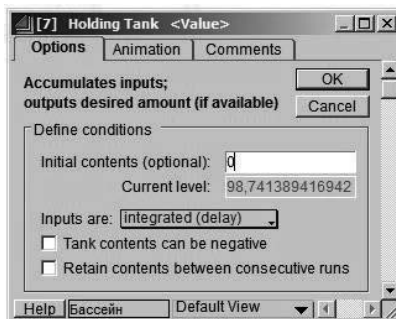 [7] Holding Tank <Value>
Options Animation Comments
Accumulates inputs;
outputs desired amount (if available)
OK
Cancel
Define conditions
Initial contents (optional): 0
Current level: 98,741389416942
Inputs are: integrated (delay)
Tank contents can be negative
Retain contents between consecutive runs
Help Бассейн Default View